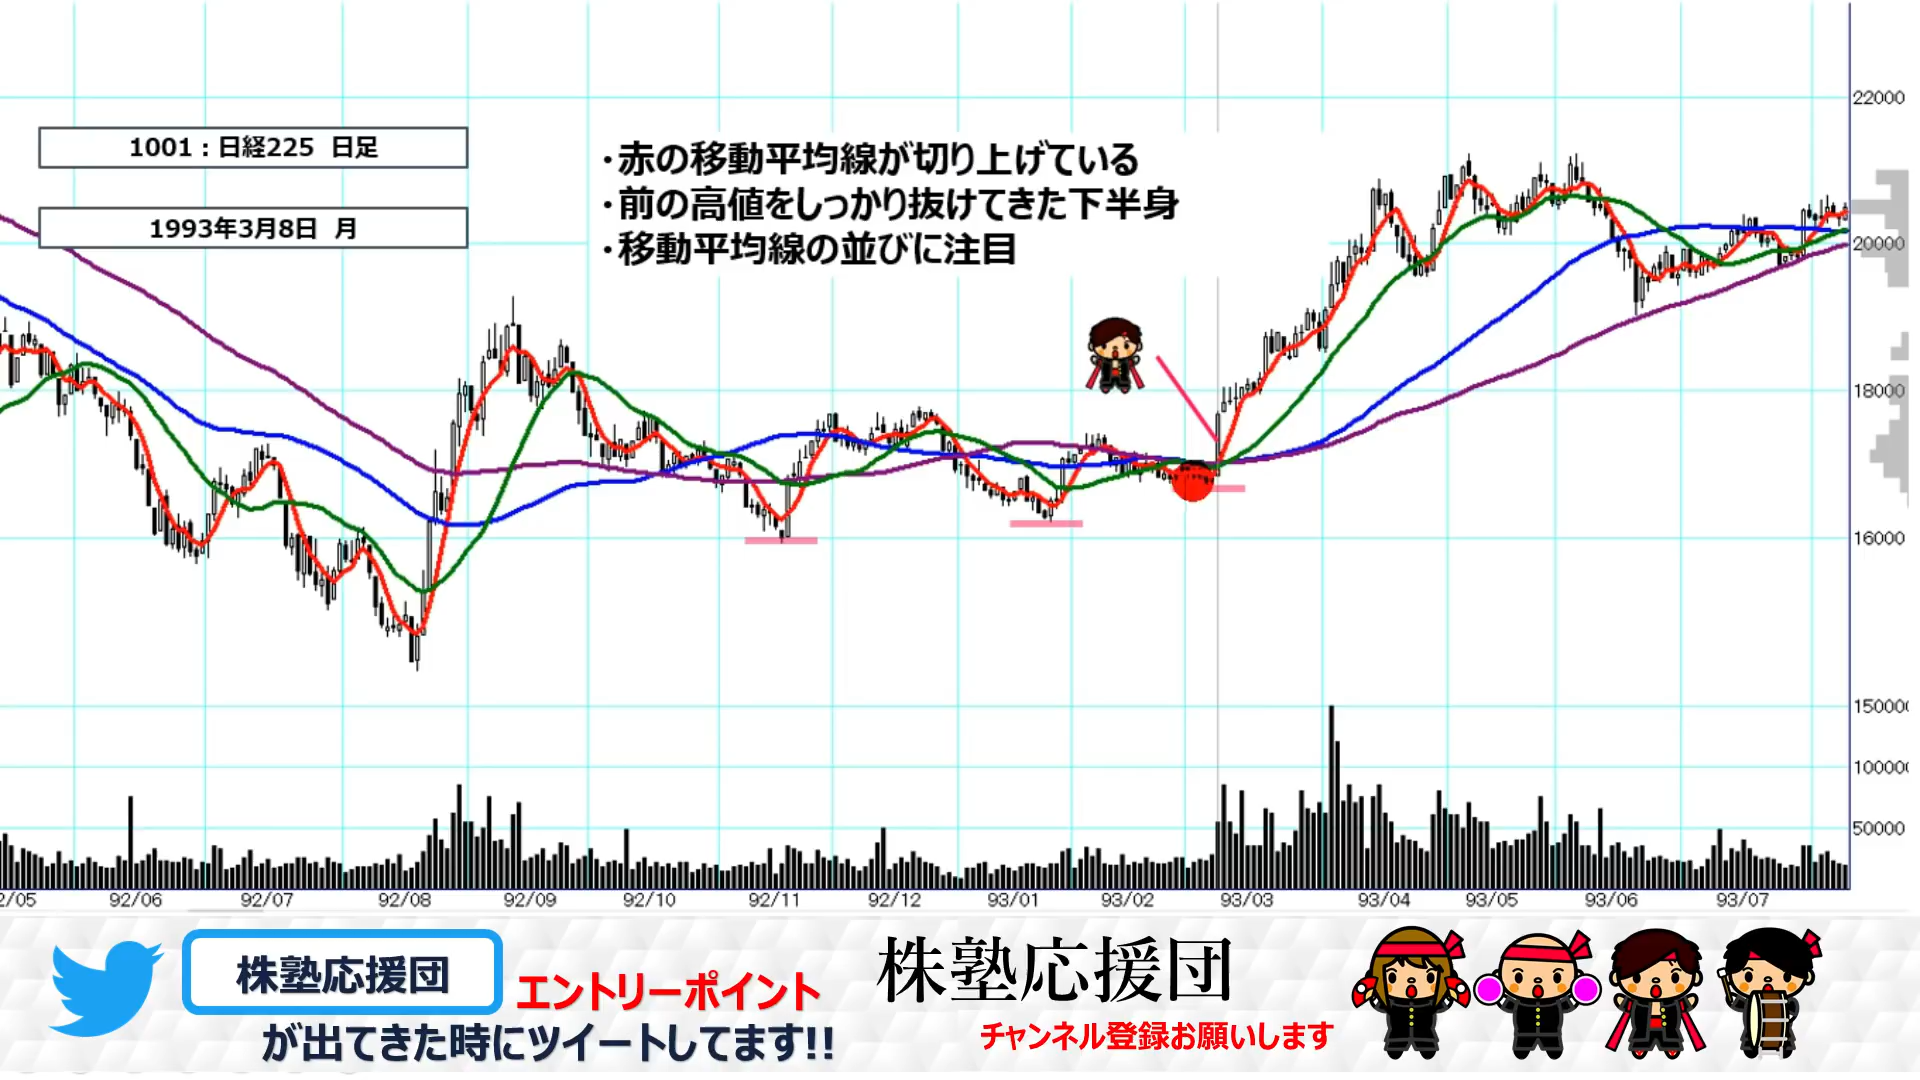 1001：日経225 日足
1993年3月8日 月
・赤の移動平均線が切り上げている
・前の高値をしっかり抜けてきた下半身
・移動平均線の並びに注目
22000
20000
18000
16000
150000
100000
50000
2/05 92/06 92/07 92/08 92/09 92/10 92/11 92/12 93/01 93/02 93/03 93/04 93/05 93/06 93/07
株塾応援団
エントリーポイント
が出てきた時にツイートしてます!!
株塾応援団
チャンネル登録お願いします